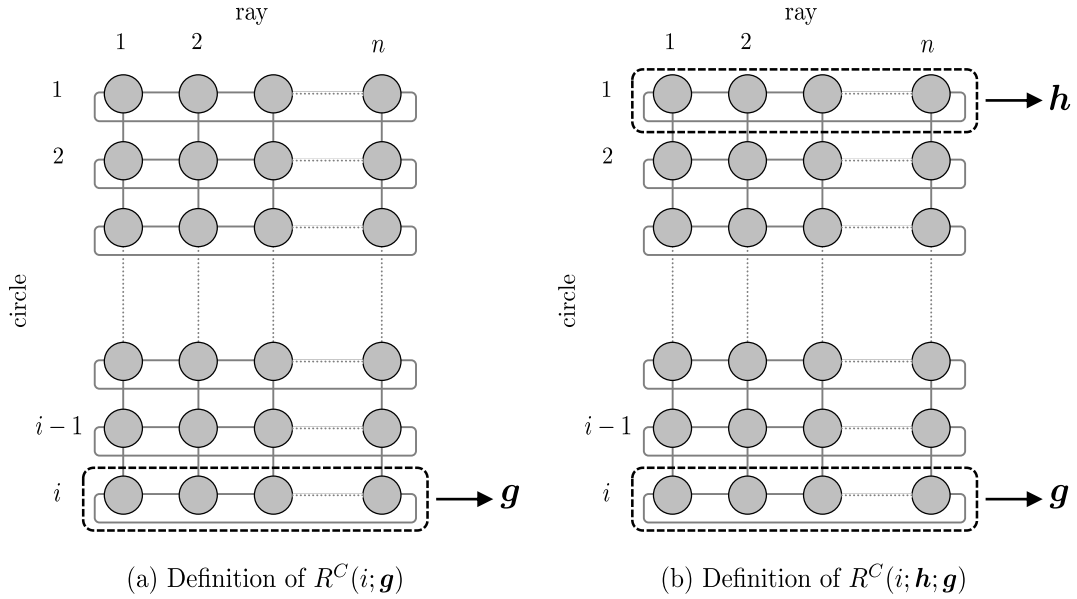 ray
1 2 n
1
2
circle
i − 1
i
g
(a) Definition of R^C(i; g)
ray
1 2 n
1
h
2
circle
i − 1
i
g
(b) Definition of R^C(i; h; g)